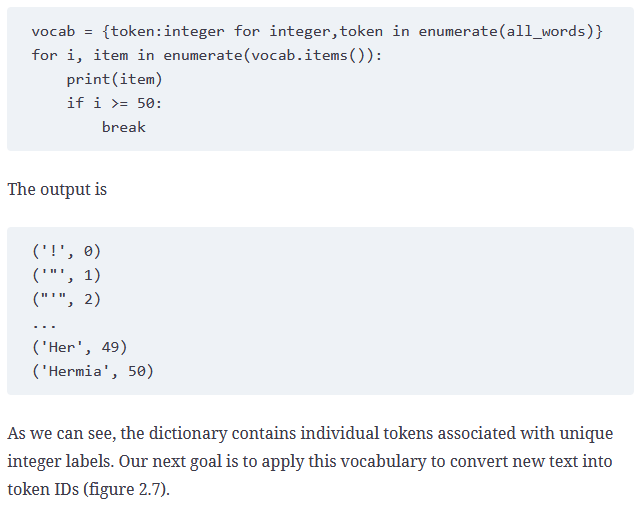 vocab = {token:integer for integer,token in enumerate(all_words)}
for i, item in enumerate(vocab.items()):
    print(item)
    if i >= 50:
        break
The output is
('!', 0)
('"', 1)
("'", 2)
...
('Her', 49)
('Hermia', 50)
As we can see, the dictionary contains individual tokens associated with unique
integer labels. Our next goal is to apply this vocabulary to convert new text into
token IDs (figure 2.7).